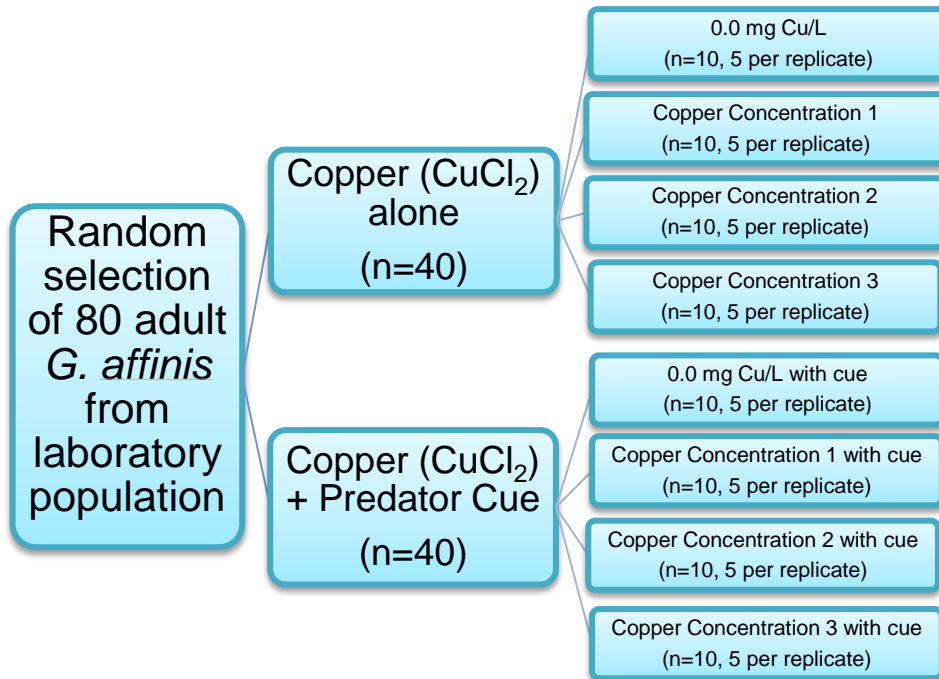 Random
selection
of 80 adult
G. affinis
from
laboratory
population
Copper (CuCl₂)
alone
(n=40)
Copper (CuCl₂)
+ Predator Cue
(n=40)
0.0 mg Cu/L
(n=10, 5 per replicate)
Copper Concentration 1
(n=10, 5 per replicate)
Copper Concentration 2
(n=10, 5 per replicate)
Copper Concentration 3
(n=10, 5 per replicate)
0.0 mg Cu/L with cue
(n=10, 5 per replicate)
Copper Concentration 1 with cue
(n=10, 5 per replicate)
Copper Concentration 2 with cue
(n=10, 5 per replicate)
Copper Concentration 3 with cue
(n=10, 5 per replicate)